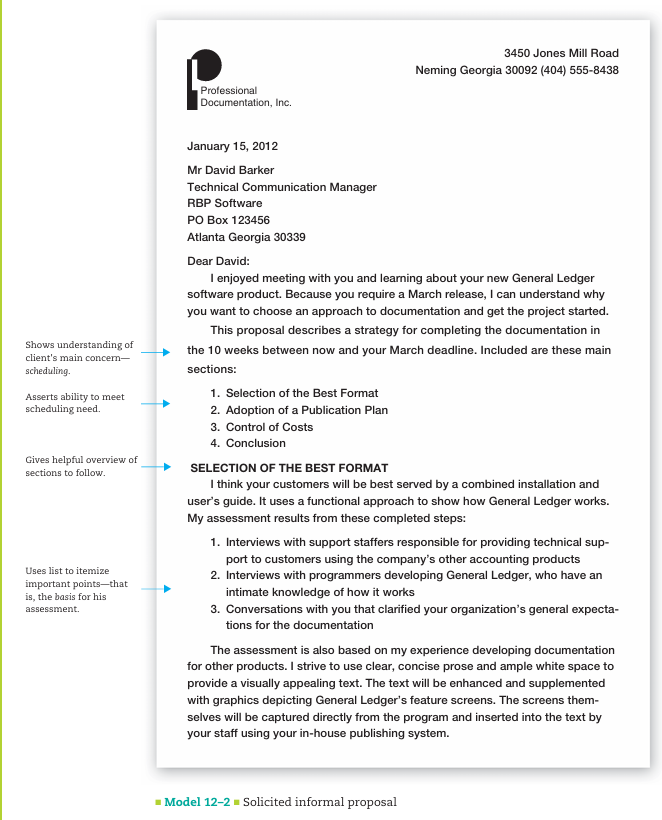 3450 Jones Mill Road
Neming Georgia 30092 (404) 555-8438
Professional
Documentation, Inc.
January 15, 2012
Mr David Barker
Technical Communication Manager
RBP Software
PO Box 123456
Atlanta Georgia 30339
Dear David:
I enjoyed meeting with you and learning about your new General Ledger
software product. Because you require a March release, I can understand why
you want to choose an approach to documentation and get the project started.
This proposal describes a strategy for completing the documentation in
the 10 weeks between now and your March deadline. Included are these main
sections:
1. Selection of the Best Format
2. Adoption of a Publication Plan
3. Control of Costs
4. Conclusion
SELECTION OF THE BEST FORMAT
I think your customers will be best served by a combined installation and
user's guide. It uses a functional approach to show how General Ledger works.
My assessment results from these completed steps:
1. Interviews with support staffers responsible for providing technical sup-
port to customers using the company's other accounting products
2. Interviews with programmers developing General Ledger, who have an
intimate knowledge of how it works
3. Conversations with you that clarified your organization's general expecta-
tions for the documentation
The assessment is also based on my experience developing documentation
for other products. I strive to use clear, concise prose and ample white space to
provide a visually appealing text. The text will be enhanced and supplemented
with graphics depicting General Ledger's feature screens. The screens them-
selves will be captured directly from the program and inserted into the text by
your staff using your in-house publishing system.
Shows understanding of
client's main concern—
scheduling.
Asserts ability to meet
scheduling need.
Gives helpful overview of
sections to follow.
Uses list to itemize
important points—that
is, the basis for his
assessment.
Model 12–2 Solicited informal proposal